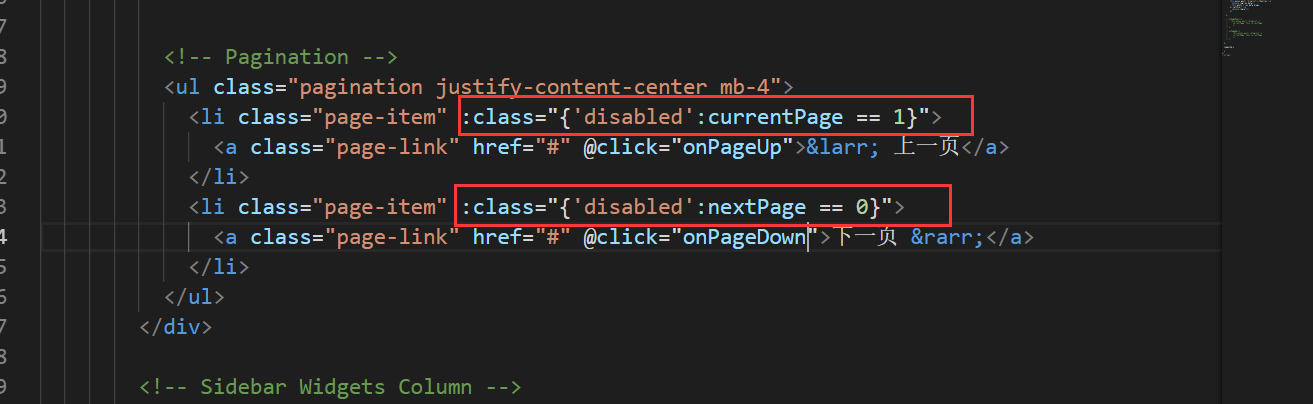 7
8 <!-- Pagination -->
9 <ul class="pagination justify-content-center mb-4">
0 <li class="page-item" :class="{'disabled':currentPage == 1}">
1 <a class="page-link" href="#" @click="onPageUp">&larr; 上一页</a>
2 </li>
3 <li class="page-item" :class="{'disabled':nextPage == 0}">
4 <a class="page-link" href="#" @click="onPageDown">下一页 &rarr;</a>
5 </li>
6 </ul>
7 </div>
8
9 <!-- Sidebar Widgets Column -->